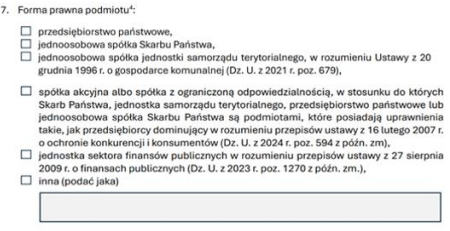 7. Forma prawna podmiotu⁴:
☐ przedsiębiorstwo państwowe,
☐ jednoosobowa spółka Skarbu Państwa,
☐ jednoosobowa spółka jednostki samorządu terytorialnego, w rozumieniu Ustawy z 20
grudnia 1996 r. o gospodarce komunalnej (Dz. U. z 2021 r. poz. 679),
☐ spółka akcyjna albo spółka z ograniczoną odpowiedzialnością, w stosunku do których
Skarb Państwa, jednostka samorządu terytorialnego, przedsiębiorstwo państwowe lub
jednoosobowa spółka Skarbu Państwa są podmiotami, które posiadają uprawnienia
takie, jak przedsiębiorcy dominujący w rozumieniu przepisów ustawy z 16 lutego 2007 r.
o ochronie konkurencji i konsumentów (Dz. U. z 2024 r. poz. 594 z późn. zm),
☐ jednostka sektora finansów publicznych w rozumieniu przepisów ustawy z 27 sierpnia
2009 r. o finansach publicznych (Dz. U. z 2023 r. poz. 1270 z późn. zm.),
☐ inna (podać jaka)